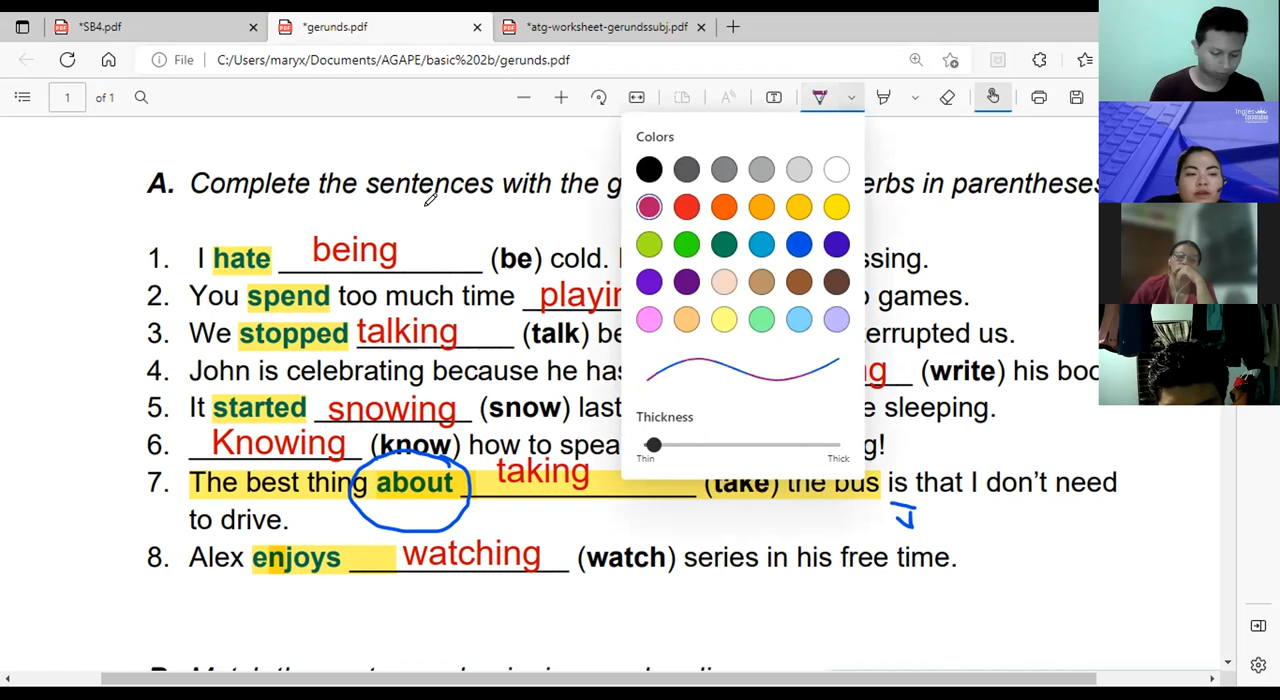 *SB4.pdf
*gerunds.pdf
*atg-worksheet-gerundssubj.pdf
File C:/Users/maryx/Documents/AGAPE/basic%202b/gerunds.pdf
1 of 1
Colors
A. Complete the sentences with the g erbs in parentheses
1. I hate being (be) cold. ssing.
2. You spend too much time playin games.
3. We stopped talking (talk) be errupted us.
4. John is celebrating because he has ng (write) his boo
Thickness
5. It started snowing (snow) last e sleeping.
6. Knowing (know) how to spea g!
Thin Thick
7. The best thing about taking (take) the bus is that I don't need
to drive.
8. Alex enjoys watching (watch) series in his free time.